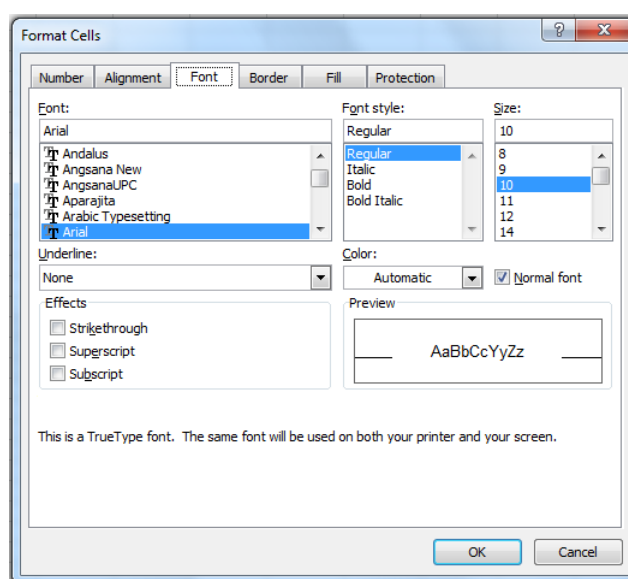 Format Cells
Number Alignment Font Border Fill Protection
Font: Font style: Size:
Arial Regular 10
Andalus Regular 8
Angsana New Italic 9
AngsanaUPC Bold 10
Aparajita Bold Italic 11
Arabic Typesetting 12
Arial 14
Underline: Color:
None Automatic Normal font
Effects Preview
Strikethrough
Superscript AaBbCcYyZz
Subscript
This is a TrueType font. The same font will be used on both your printer and your screen.
OK Cancel